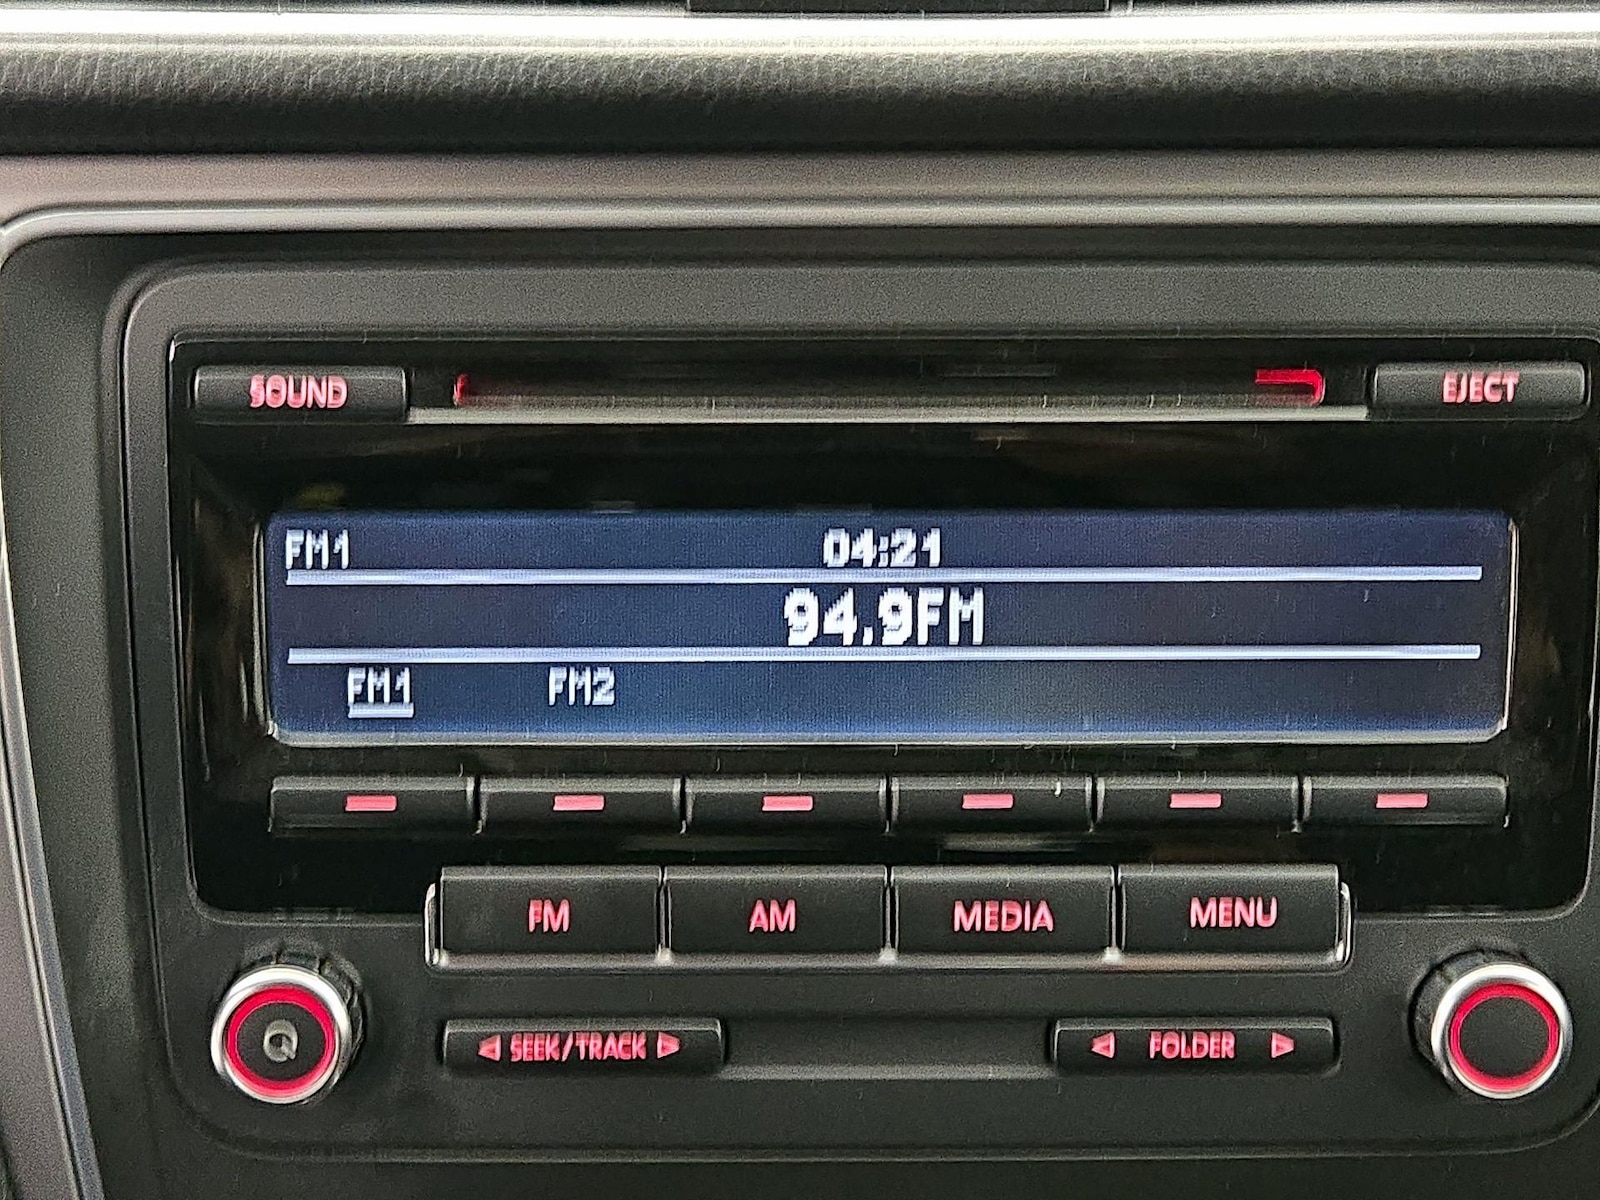 SOUND
EJECT
FM1 04:21
94.9FM
FM1 FM2
FM AM MEDIA MENU
◁ SEEK/TRACK ▷ ◁ FOLDER ▷